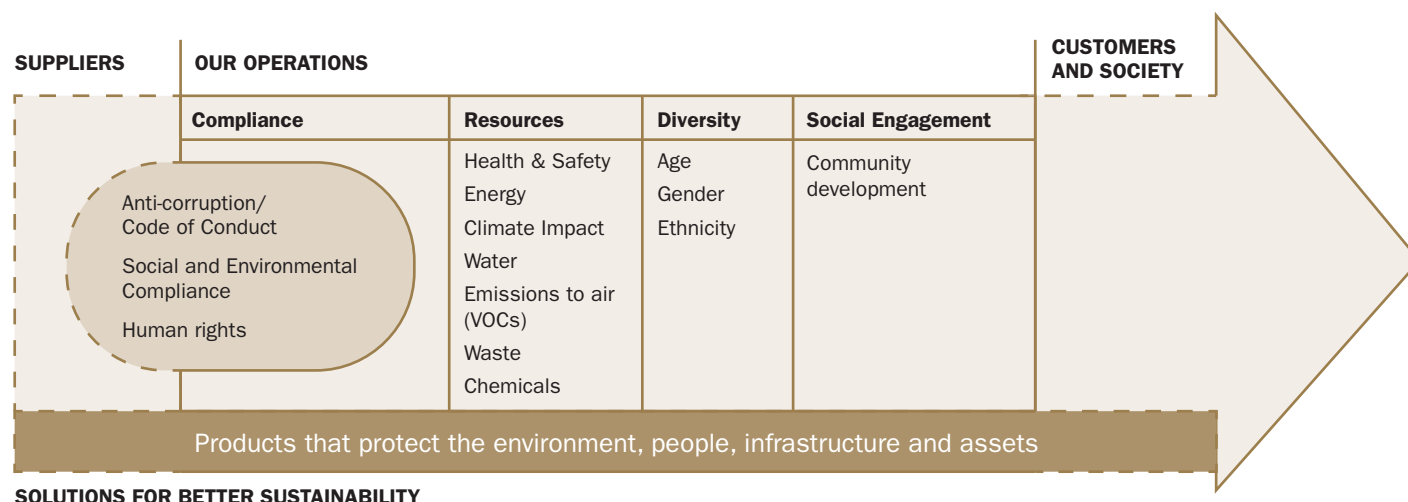 SUPPLIERS
OUR OPERATIONS
CUSTOMERS
AND SOCIETY
Compliance
Anti-corruption/
Code of Conduct
Social and Environmental
Compliance
Human rights
Resources
Health & Safety
Energy
Climate Impact
Water
Emissions to air
(VOCs)
Waste
Chemicals
Diversity
Age
Gender
Ethnicity
Social Engagement
Community
development
Products that protect the environment, people, infrastructure and assets
SOLUTIONS FOR BETTER SUSTAINABILITY